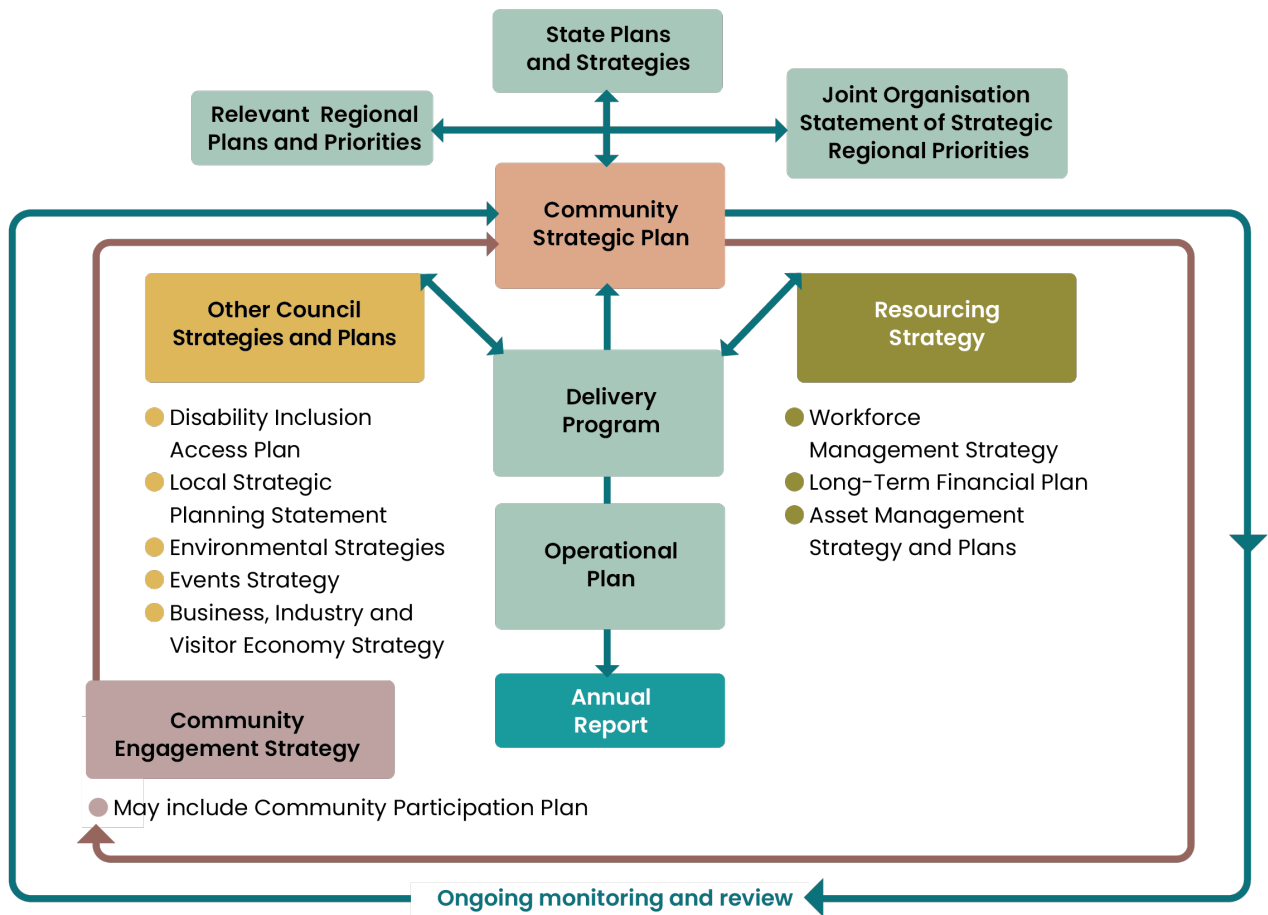 State Plans
and Strategies
Relevant Regional
Plans and Priorities
Joint Organisation
Statement of Strategic
Regional Priorities
Community
Strategic Plan
Other Council
Strategies and Plans
Resourcing
Strategy
Delivery
Program
Disability Inclusion
Access Plan
Local Strategic
Planning Statement
Environmental Strategies
Events Strategy
Business, Industry and
Visitor Economy Strategy
Workforce
Management Strategy
Long-Term Financial Plan
Asset Management
Strategy and Plans
Operational
Plan
Annual
Report
Community
Engagement Strategy
May include Community Participation Plan
Ongoing monitoring and review